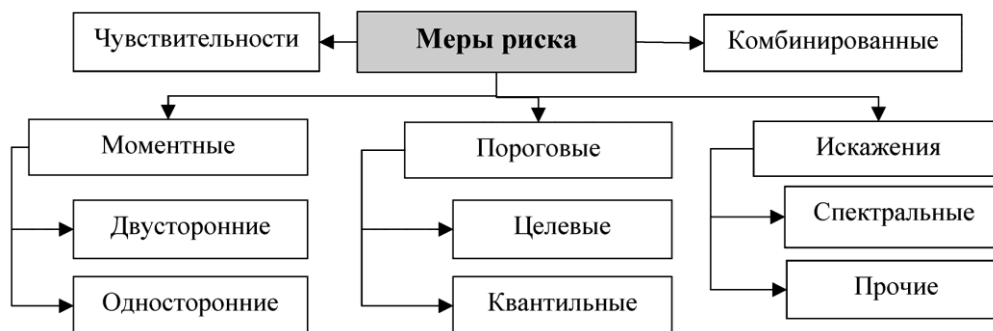 Чувствительности
Меры риска
Комбинированные
Моментные
Пороговые
Искажения
Двусторонние
Целевые
Спектральные
Односторонние
Квантильные
Прочие